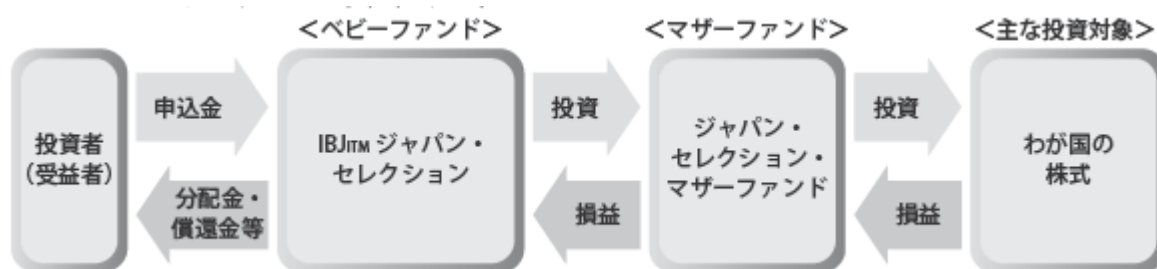 ＜ベビーファンド＞
＜マザーファンド＞
＜主な投資対象＞
投資者
（受益者）
申込金
分配金・
償還金等
IBJITM ジャパン・
セレクション
投資
損益
ジャパン・
セレクション・
マザーファンド
投資
損益
わが国の
株式